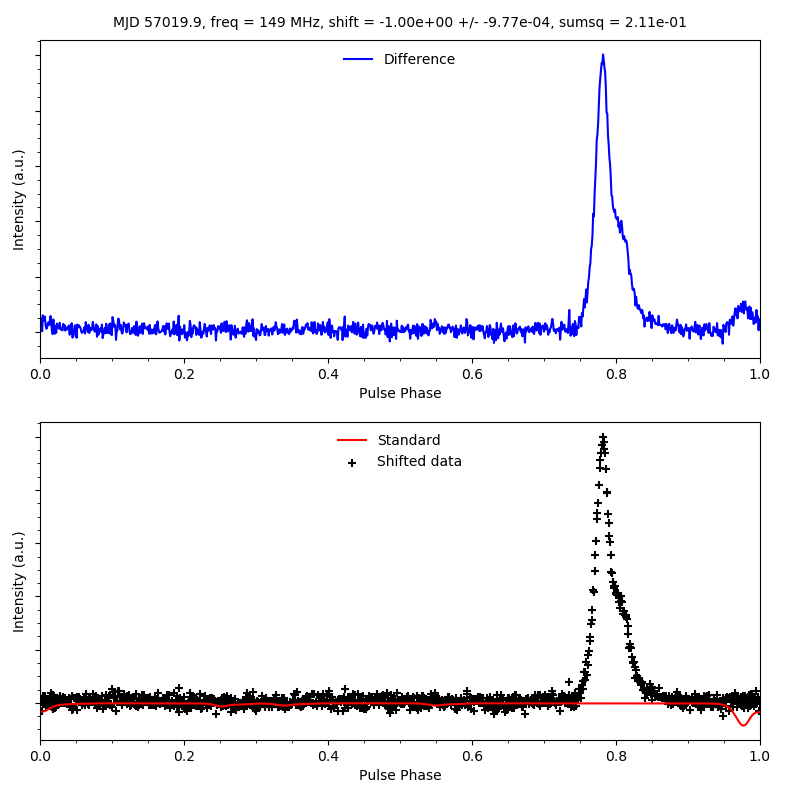 MJD 57019.9, freq = 149 MHz, shift = -1.00e+00 +/- -9.77e-04, sumsq = 2.11e-01
Difference
Intensity (a.u.)
0.0 0.2 0.4 0.6 0.8 1.0
Pulse Phase
Standard
Shifted data
Intensity (a.u.)
0.0 0.2 0.4 0.6 0.8 1.0
Pulse Phase